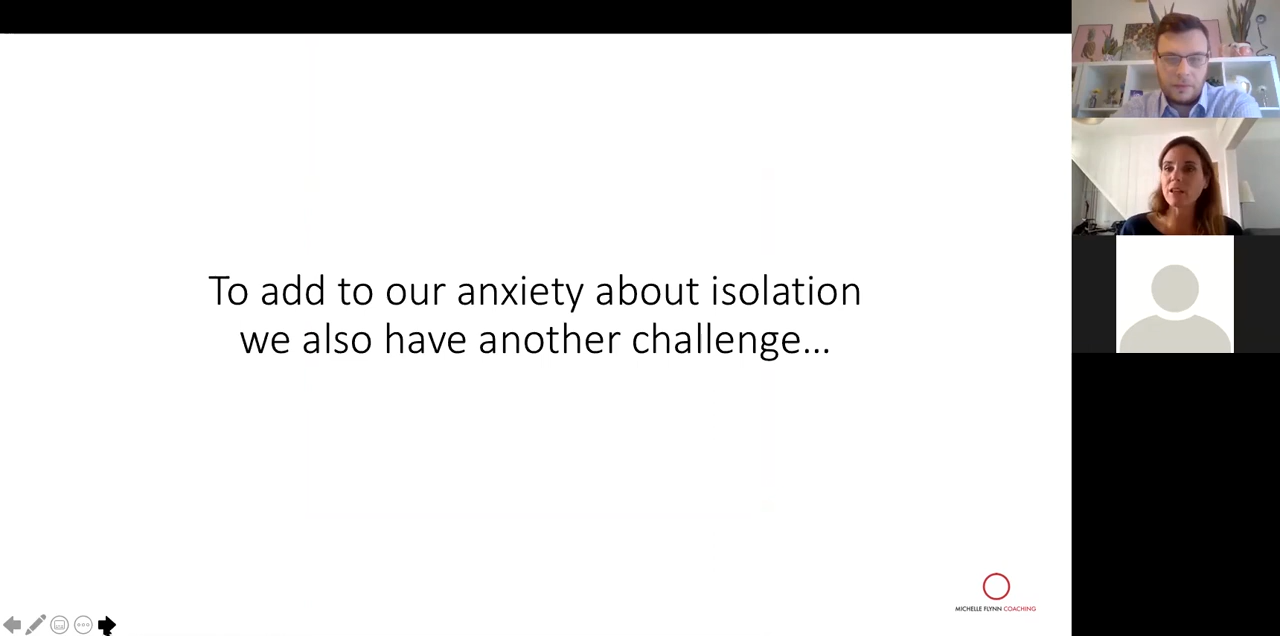 To add to our anxiety about isolation
we also have another challenge...
MICHELLE FLYNN COACHING